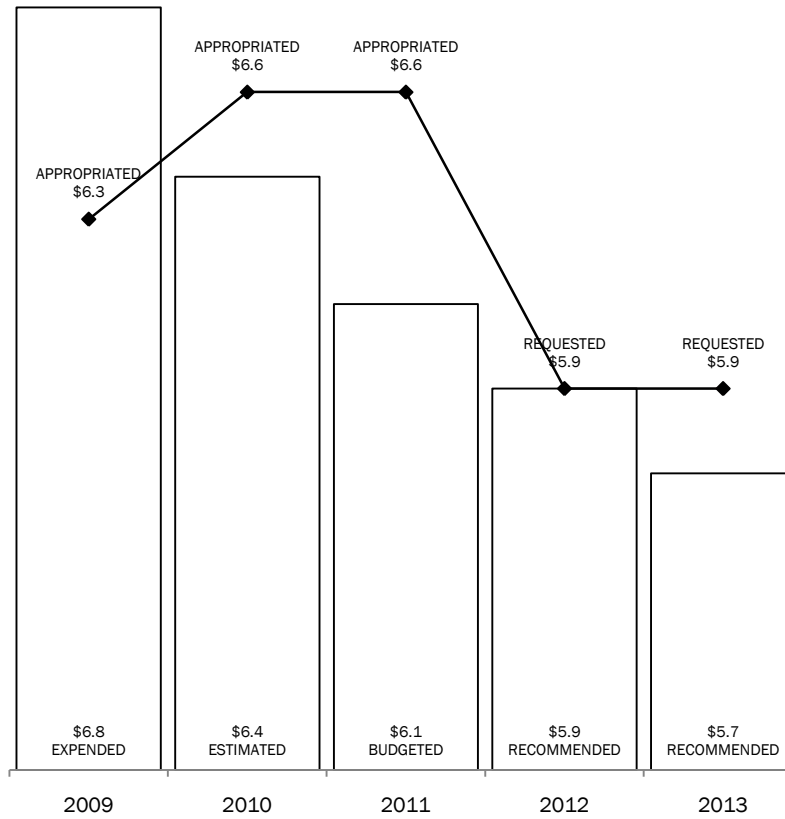 APPROPRIATED
$6.6
APPROPRIATED
$6.6
APPROPRIATED
$6.3
REQUESTED
$5.9
REQUESTED
$5.9
$6.8
EXPENDED
$6.4
ESTIMATED
$6.1
BUDGETED
$5.9
RECOMMENDED
$5.7
RECOMMENDED
2009
2010
2011
2012
2013